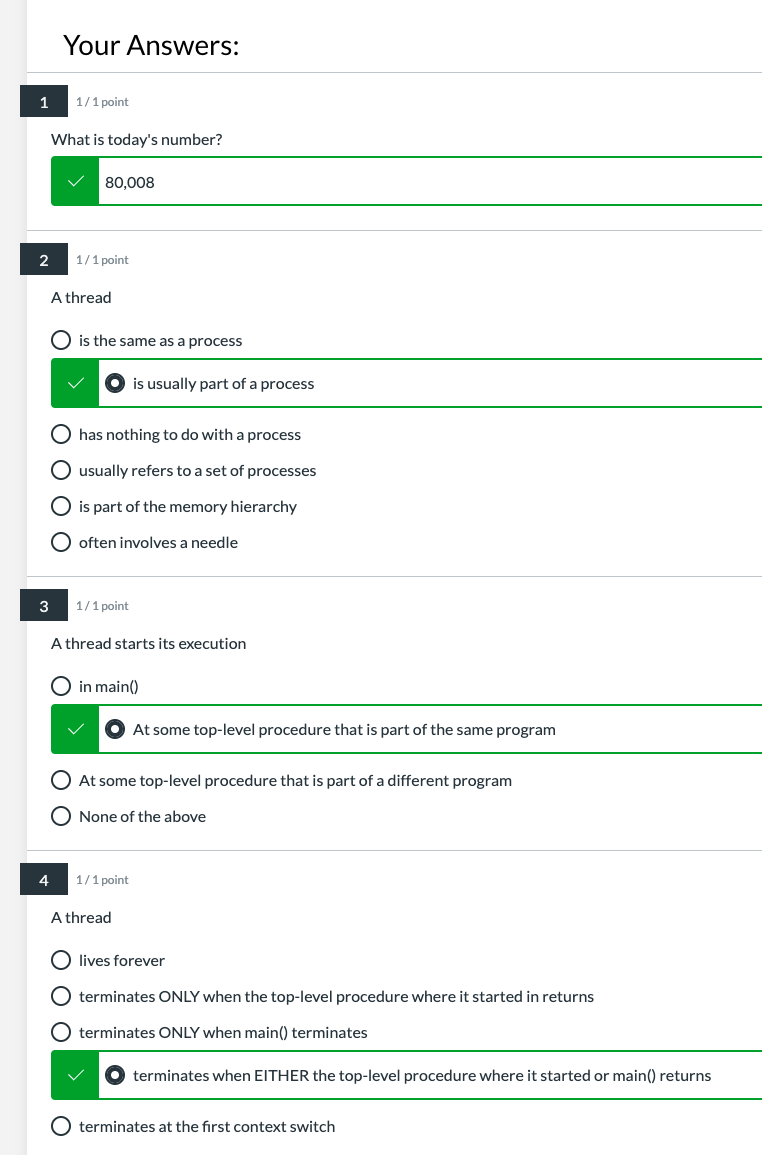 Your Answers:
1
1 / 1 point
What is today's number?
80,008
2
1 / 1 point
A thread
is the same as a process
is usually part of a process
has nothing to do with a process
usually refers to a set of processes
is part of the memory hierarchy
often involves a needle
3
1 / 1 point
A thread starts its execution
in main()
At some top-level procedure that is part of the same program
At some top-level procedure that is part of a different program
None of the above
4
1 / 1 point
A thread
lives forever
terminates ONLY when the top-level procedure where it started in returns
terminates ONLY when main() terminates
terminates when EITHER the top-level procedure where it started or main() returns
terminates at the first context switch